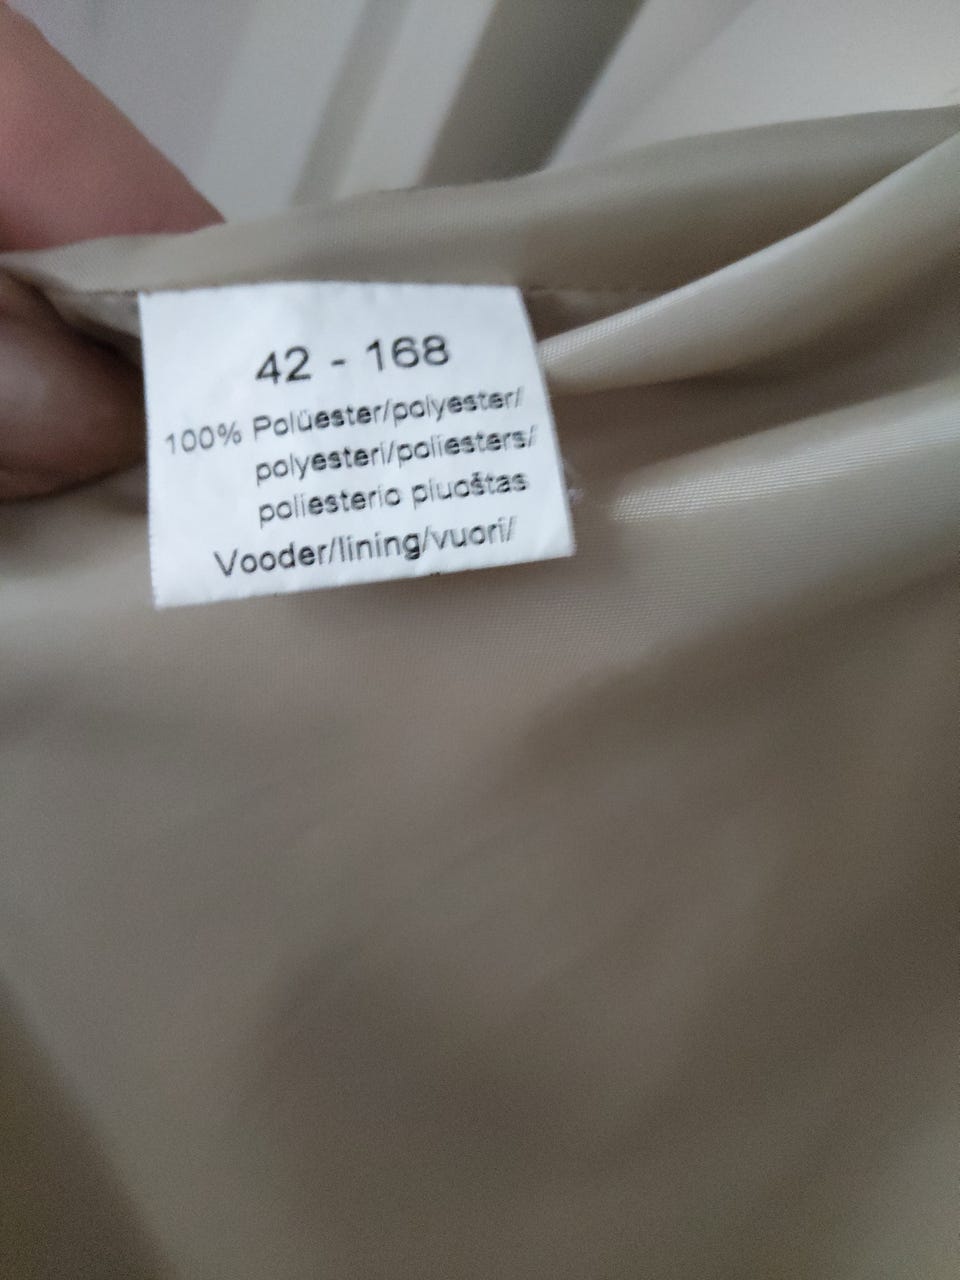 42 - 168
100% Polüester/polyester/
polyesteri/poliesters/
poliesterio pluoštas
Vooder/lining/vuori/